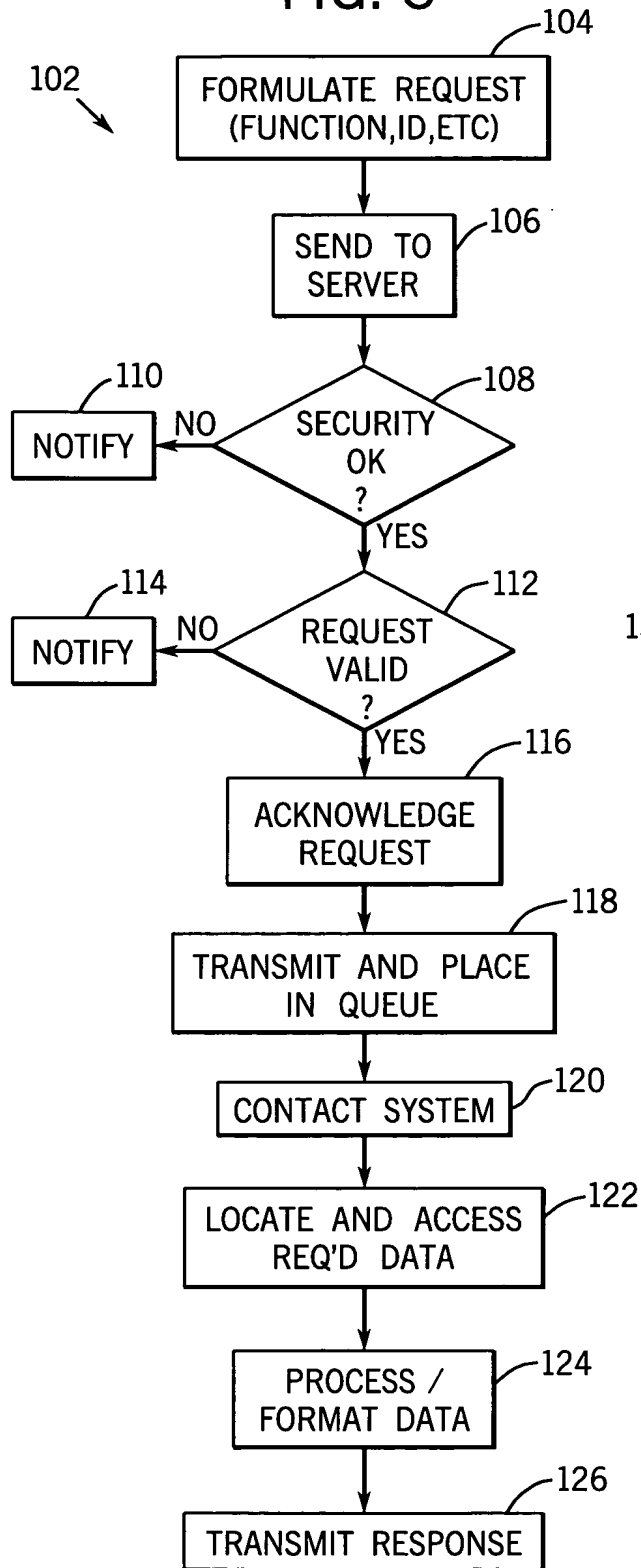 104
102
FORMULATE REQUEST
(FUNCTION,ID,ETC)
106
SEND TO
SERVER
110
108
NOTIFY
NO
SECURITY
OK
?
YES
114
112
NOTIFY
NO
REQUEST
VALID
?
YES
116
ACKNOWLEDGE
REQUEST
118
TRANSMIT AND PLACE
IN QUEUE
120
CONTACT SYSTEM
122
LOCATE AND ACCESS
REQ'D DATA
124
PROCESS /
FORMAT DATA
126
TRANSMIT RESPONSE